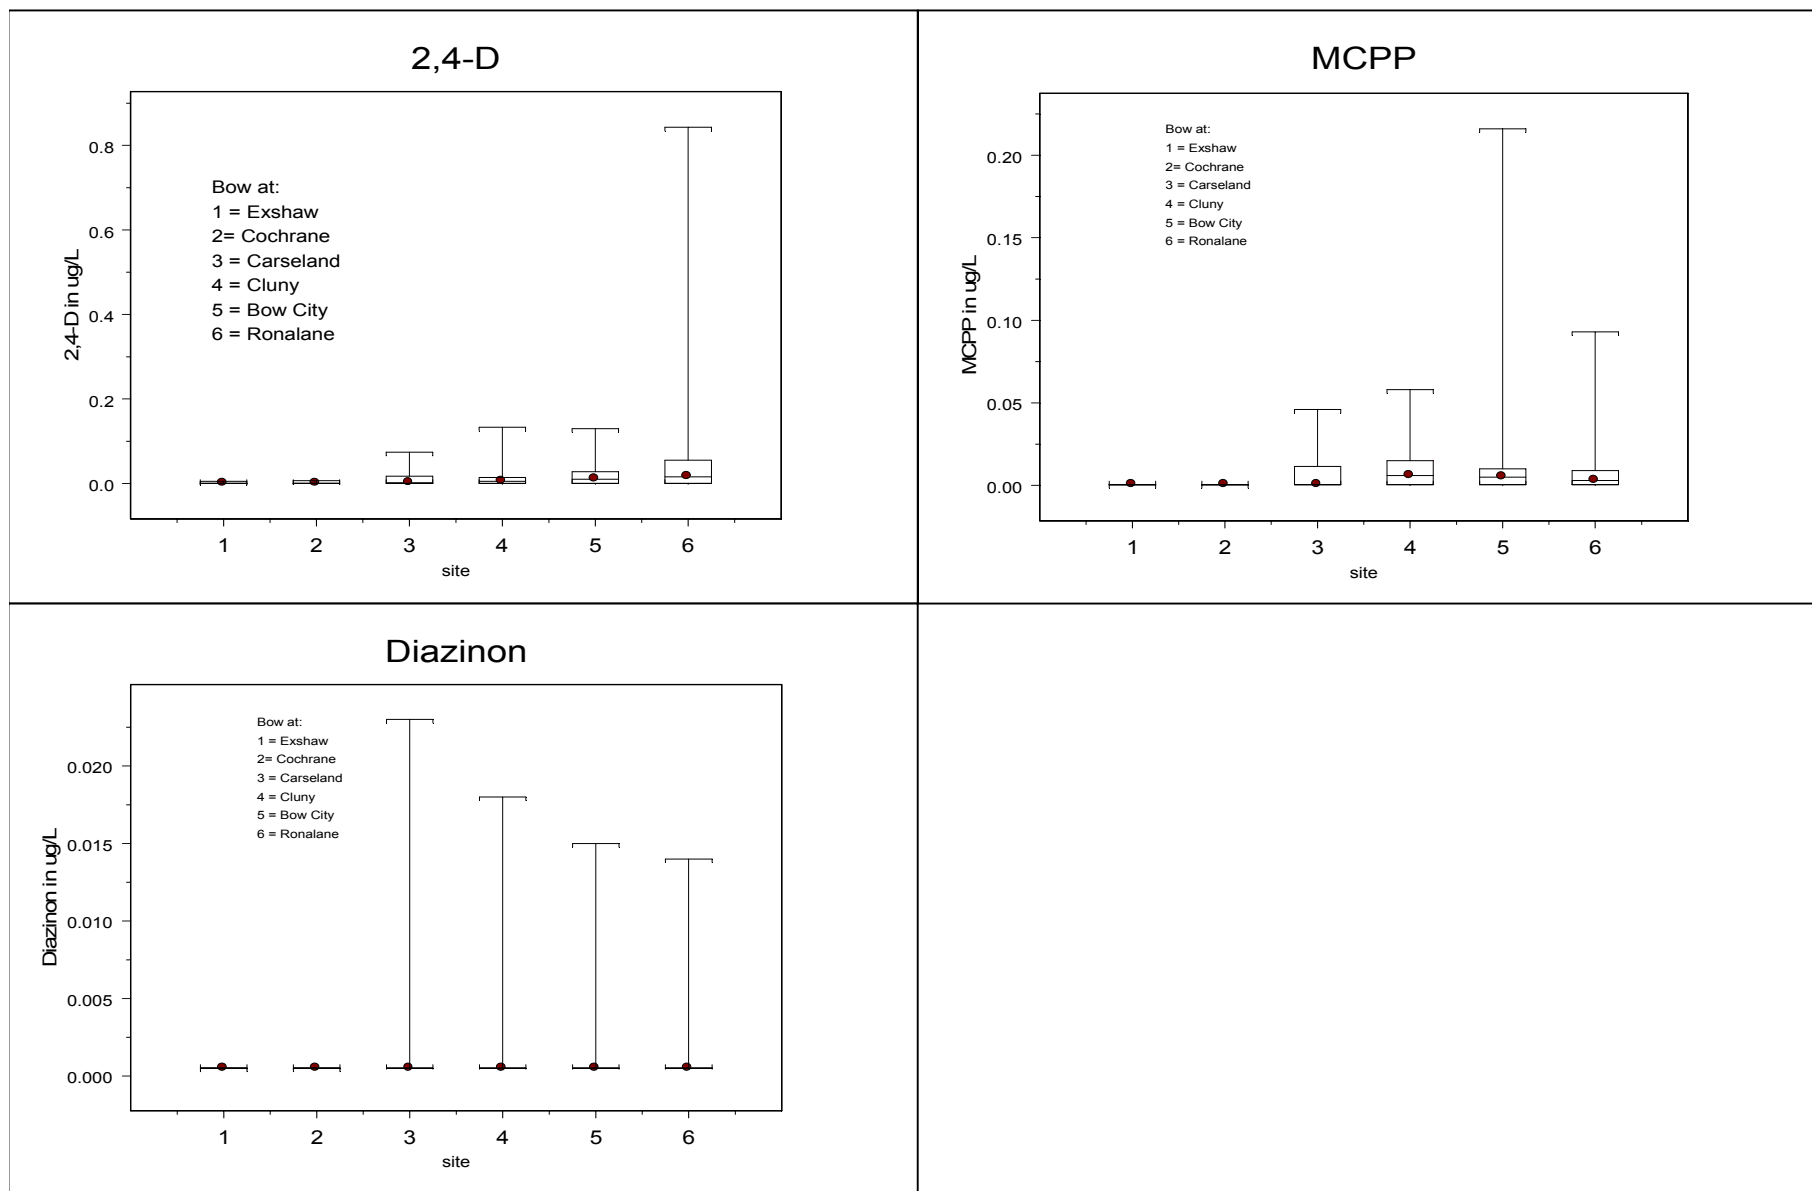 2,4-D
2,4-D in ug/L
0.8
0.6
0.4
0.2
0.0
Bow at:
1 = Exshaw
2= Cochrane
3 = Carseland
4 = Cluny
5 = Bow City
6 = Ronalane
1 2 3 4 5 6
site
MCPP
MCPP in ug/L
0.20
0.15
0.10
0.05
0.00
Bow at:
1 = Exshaw
2= Cochrane
3 = Carseland
4 = Cluny
5 = Bow City
6 = Ronalane
1 2 3 4 5 6
site
Diazinon
Diazinon in ug/L
0.020
0.015
0.010
0.005
0.000
Bow at:
1 = Exshaw
2= Cochrane
3 = Carseland
4 = Cluny
5 = Bow City
6 = Ronalane
1 2 3 4 5 6
site